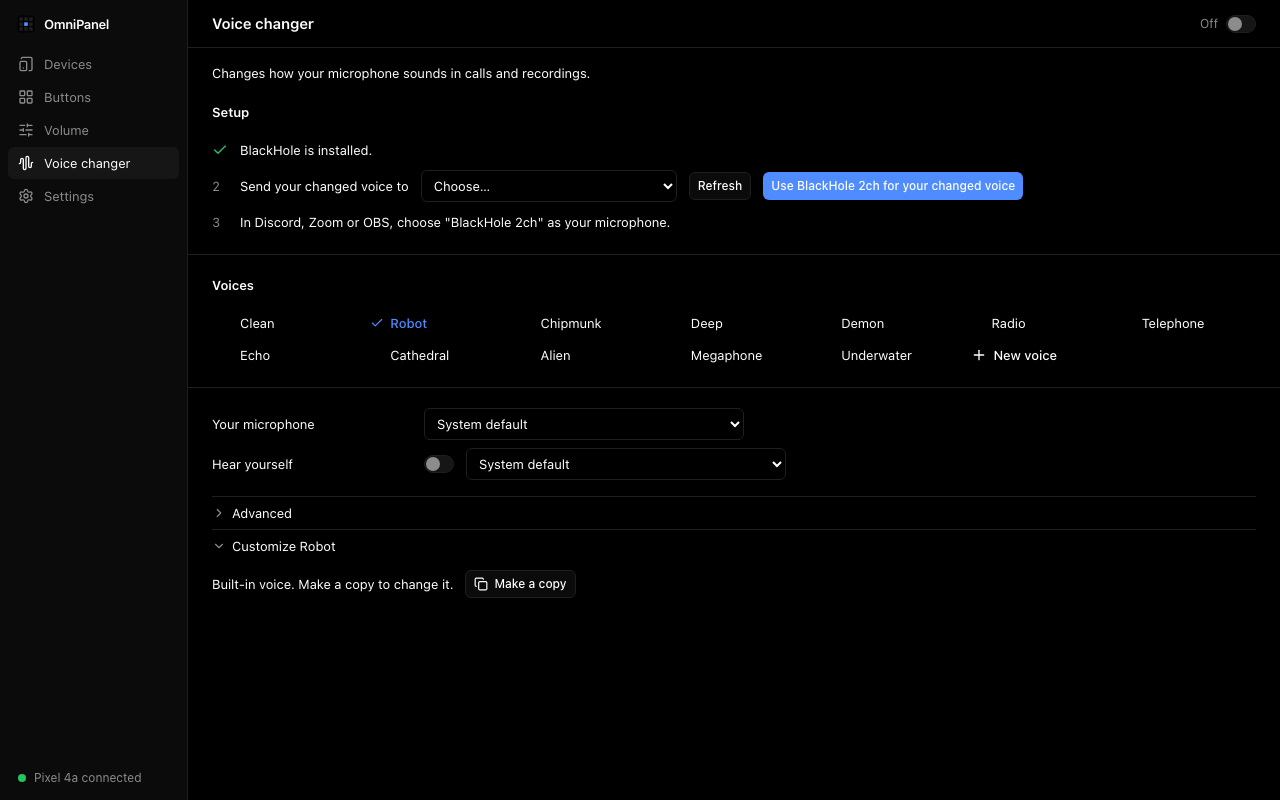 OmniPanel
Voice changer
Off
Devices
Buttons
Volume
Voice changer
Settings
Changes how your microphone sounds in calls and recordings.
Setup
BlackHole is installed.
2 Send your changed voice to Choose... Refresh Use BlackHole 2ch for your changed voice
3 In Discord, Zoom or OBS, choose "BlackHole 2ch" as your microphone.
Voices
Clean Robot Chipmunk Deep Demon Radio Telephone
Echo Cathedral Alien Megaphone Underwater New voice
Your microphone System default
Hear yourself System default
Advanced
Customize Robot
Built-in voice. Make a copy to change it. Make a copy
Pixel 4a connected